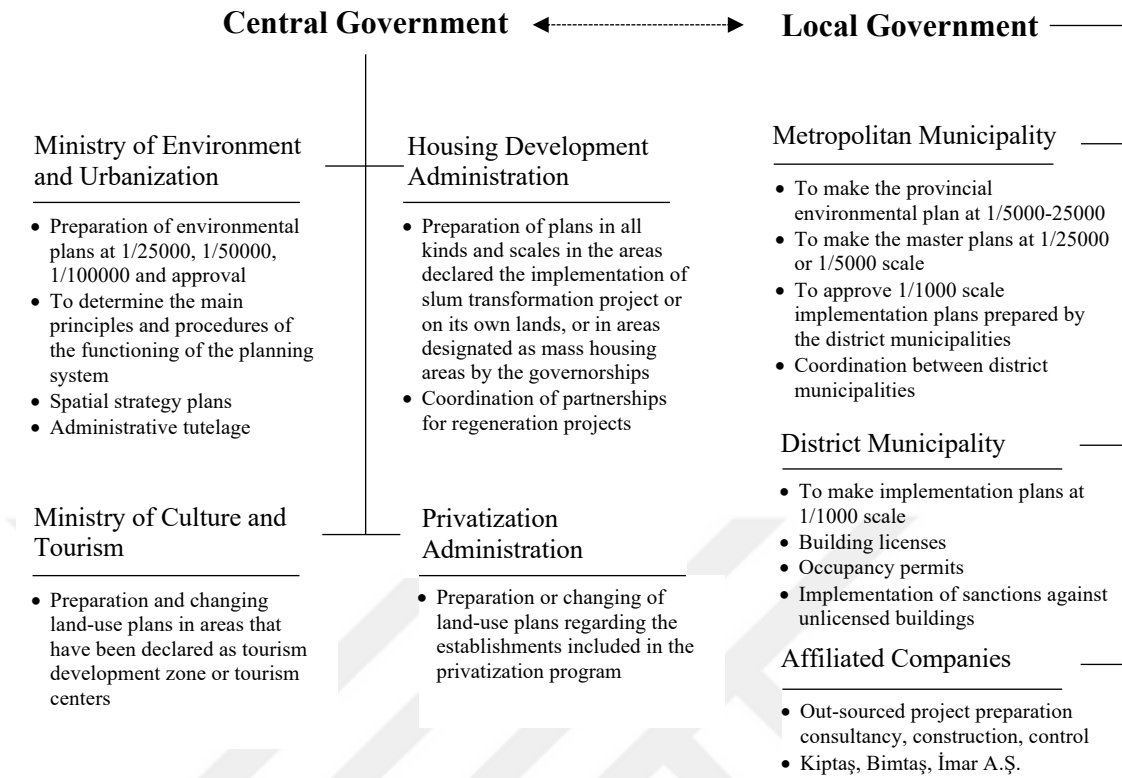 Central Government
Local Government
Ministry of Environment
and Urbanization
• Preparation of environmental
plans at 1/25000, 1/50000,
1/100000 and approval
• To determine the main
principles and procedures of
the functioning of the planning
system
• Spatial strategy plans
• Administrative tutelage
Housing Development
Administration
• Preparation of plans in all
kinds and scales in the areas
declared the implementation of
slum transformation project or
on its own lands, or in areas
designated as mass housing
areas by the governorships
• Coordination of partnerships
for regeneration projects
Ministry of Culture and
Tourism
• Preparation and changing
land-use plans in areas that
have been declared as tourism
development zone or tourism
centers
Privatization
Administration
• Preparation or changing of
land-use plans regarding the
establishments included in the
privatization program
Metropolitan Municipality
• To make the provincial
environmental plan at 1/5000-25000
• To make the master plans at 1/25000
or 1/5000 scale
• To approve 1/1000 scale
implementation plans prepared by
the district municipalities
• Coordination between district
municipalities
District Municipality
• To make implementation plans at
1/1000 scale
• Building licenses
• Occupancy permits
• Implementation of sanctions against
unlicensed buildings
Affiliated Companies
• Out-sourced project preparation
consultancy, construction, control
• Kiptaş, Bimtaş, İmar A.Ş.